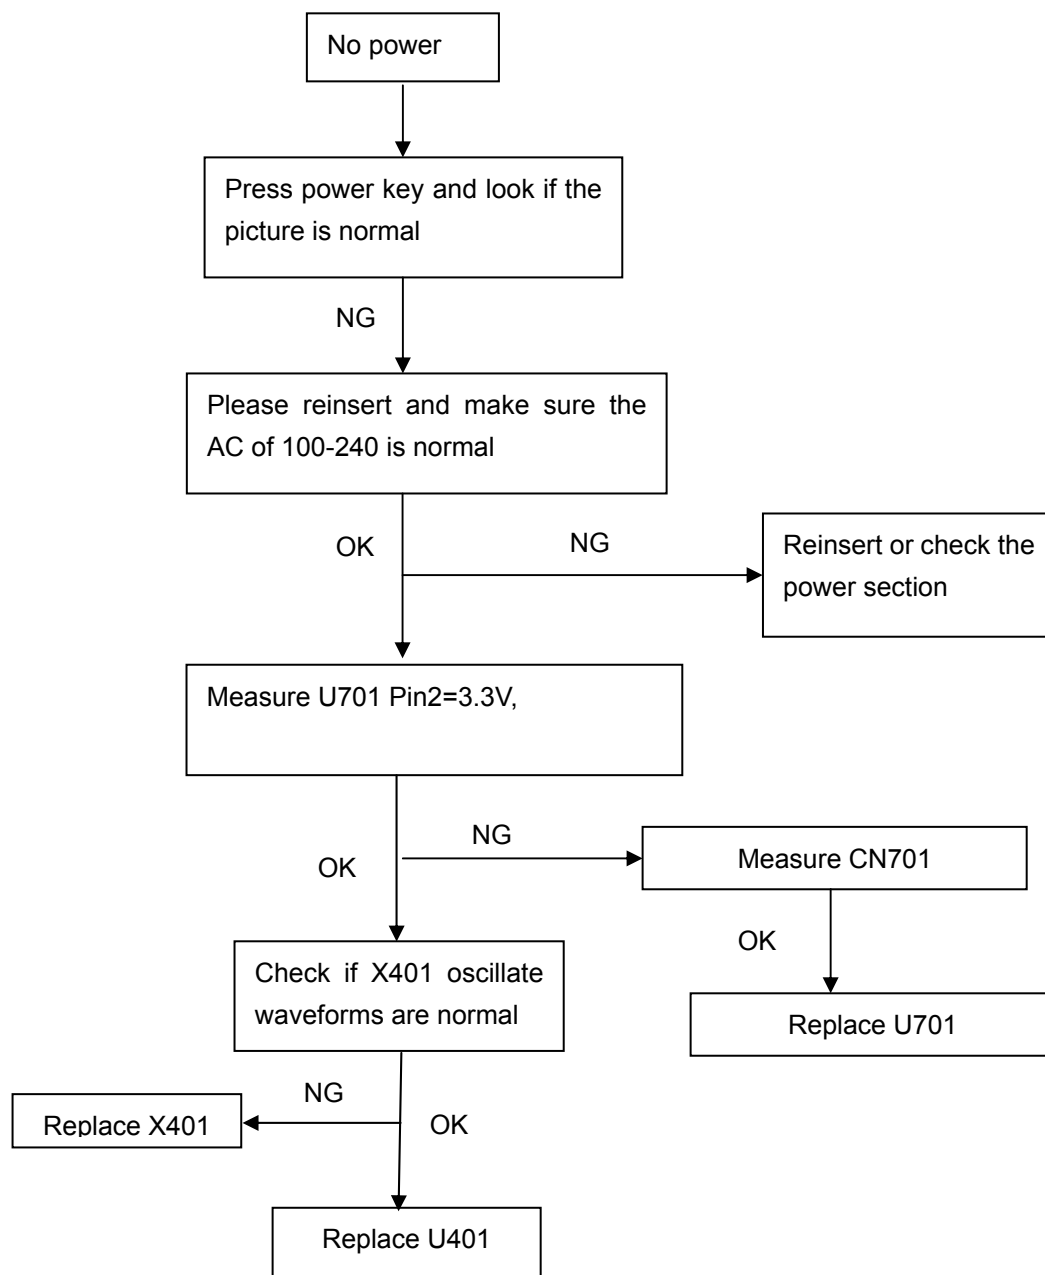 No power
Press power key and look if the
picture is normal
NG
Please reinsert and make sure the
AC of 100-240 is normal
OK
NG
Reinsert or check the
power section
Measure U701 Pin2=3.3V,
NG
OK
Measure CN701
OK
Check if X401 oscillate
waveforms are normal
Replace U701
NG
OK
Replace X401
Replace U401